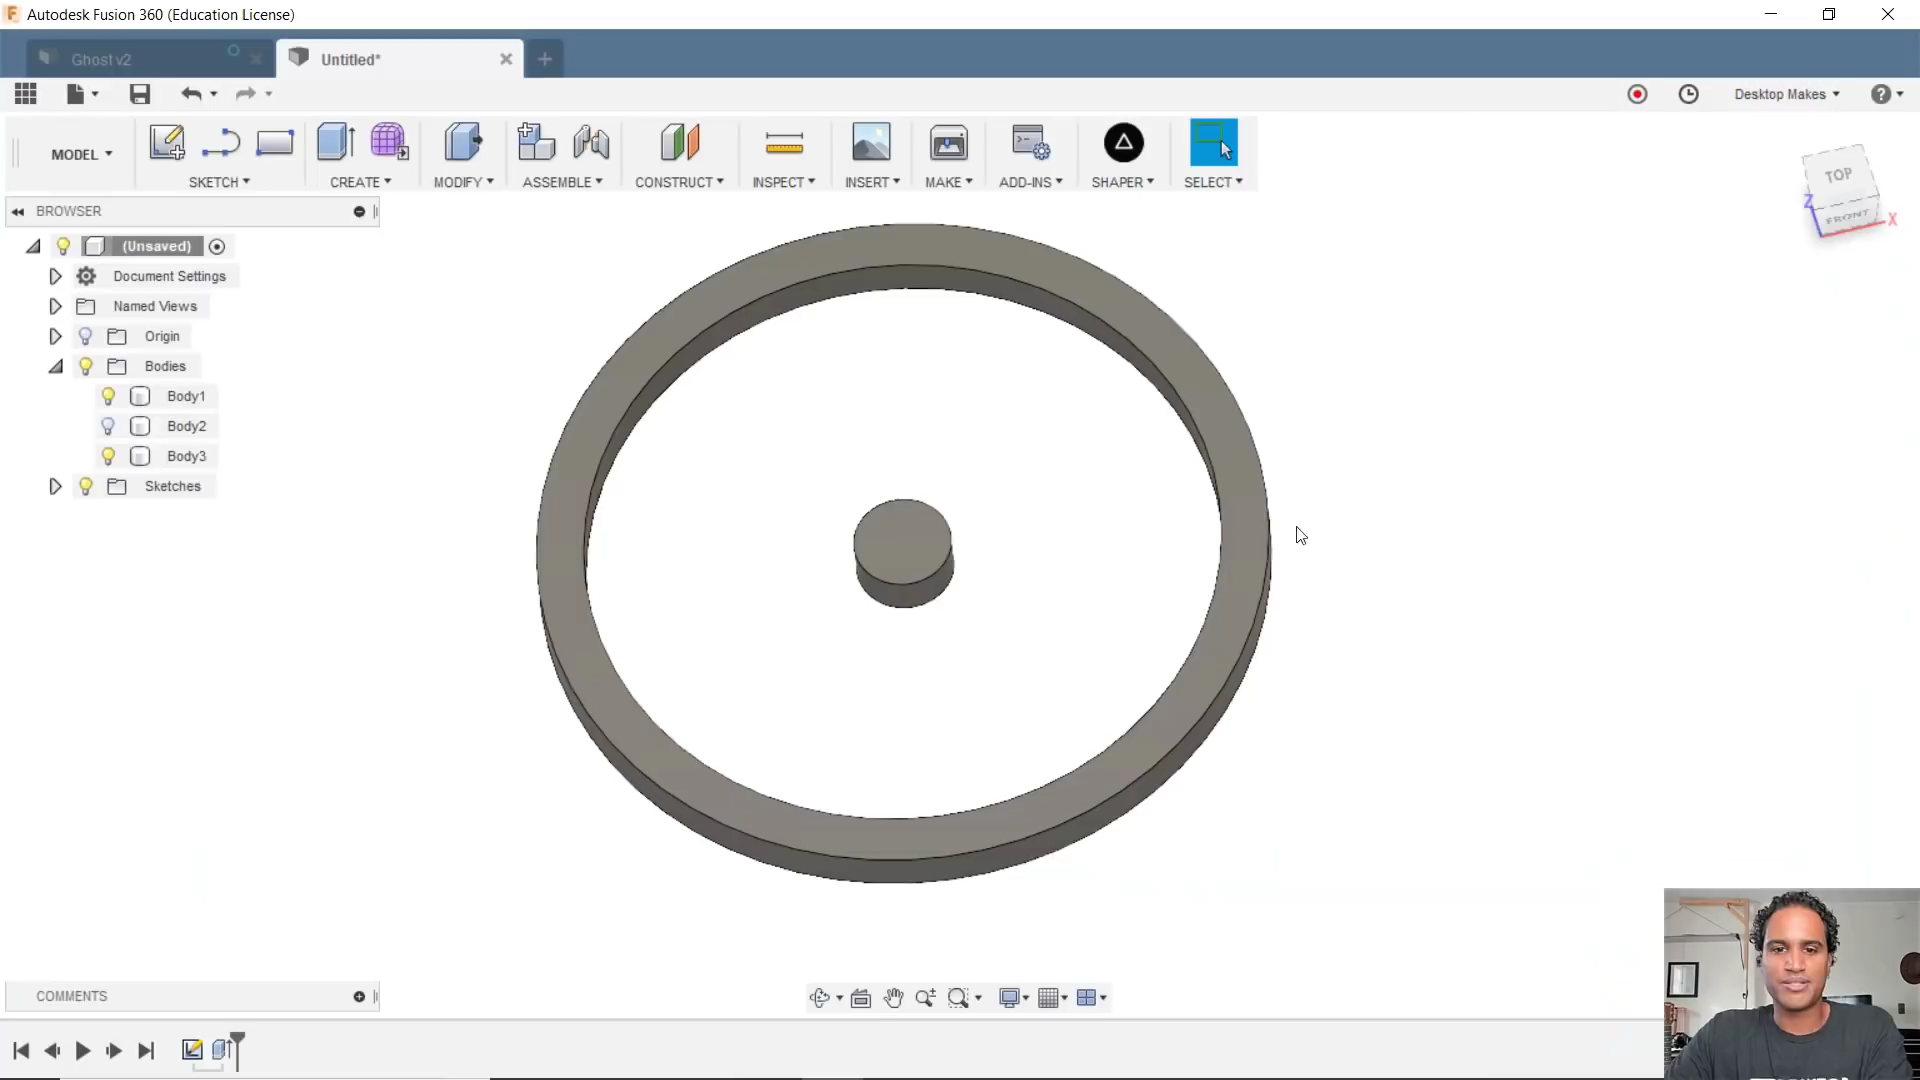 Autodesk Fusion 360 (Education License)
Ghost v2
Untitled*
Desktop Makes
MODEL
SKETCH
CREATE
MODIFY
ASSEMBLE
CONSTRUCT
INSPECT
INSERT
MAKE
ADD-INS
SHAPER
SELECT
BROWSER
(Unsaved)
Document Settings
Named Views
Origin
Bodies
Body1
Body2
Body3
Sketches
TOP
FRONT
Z
X
COMMENTS